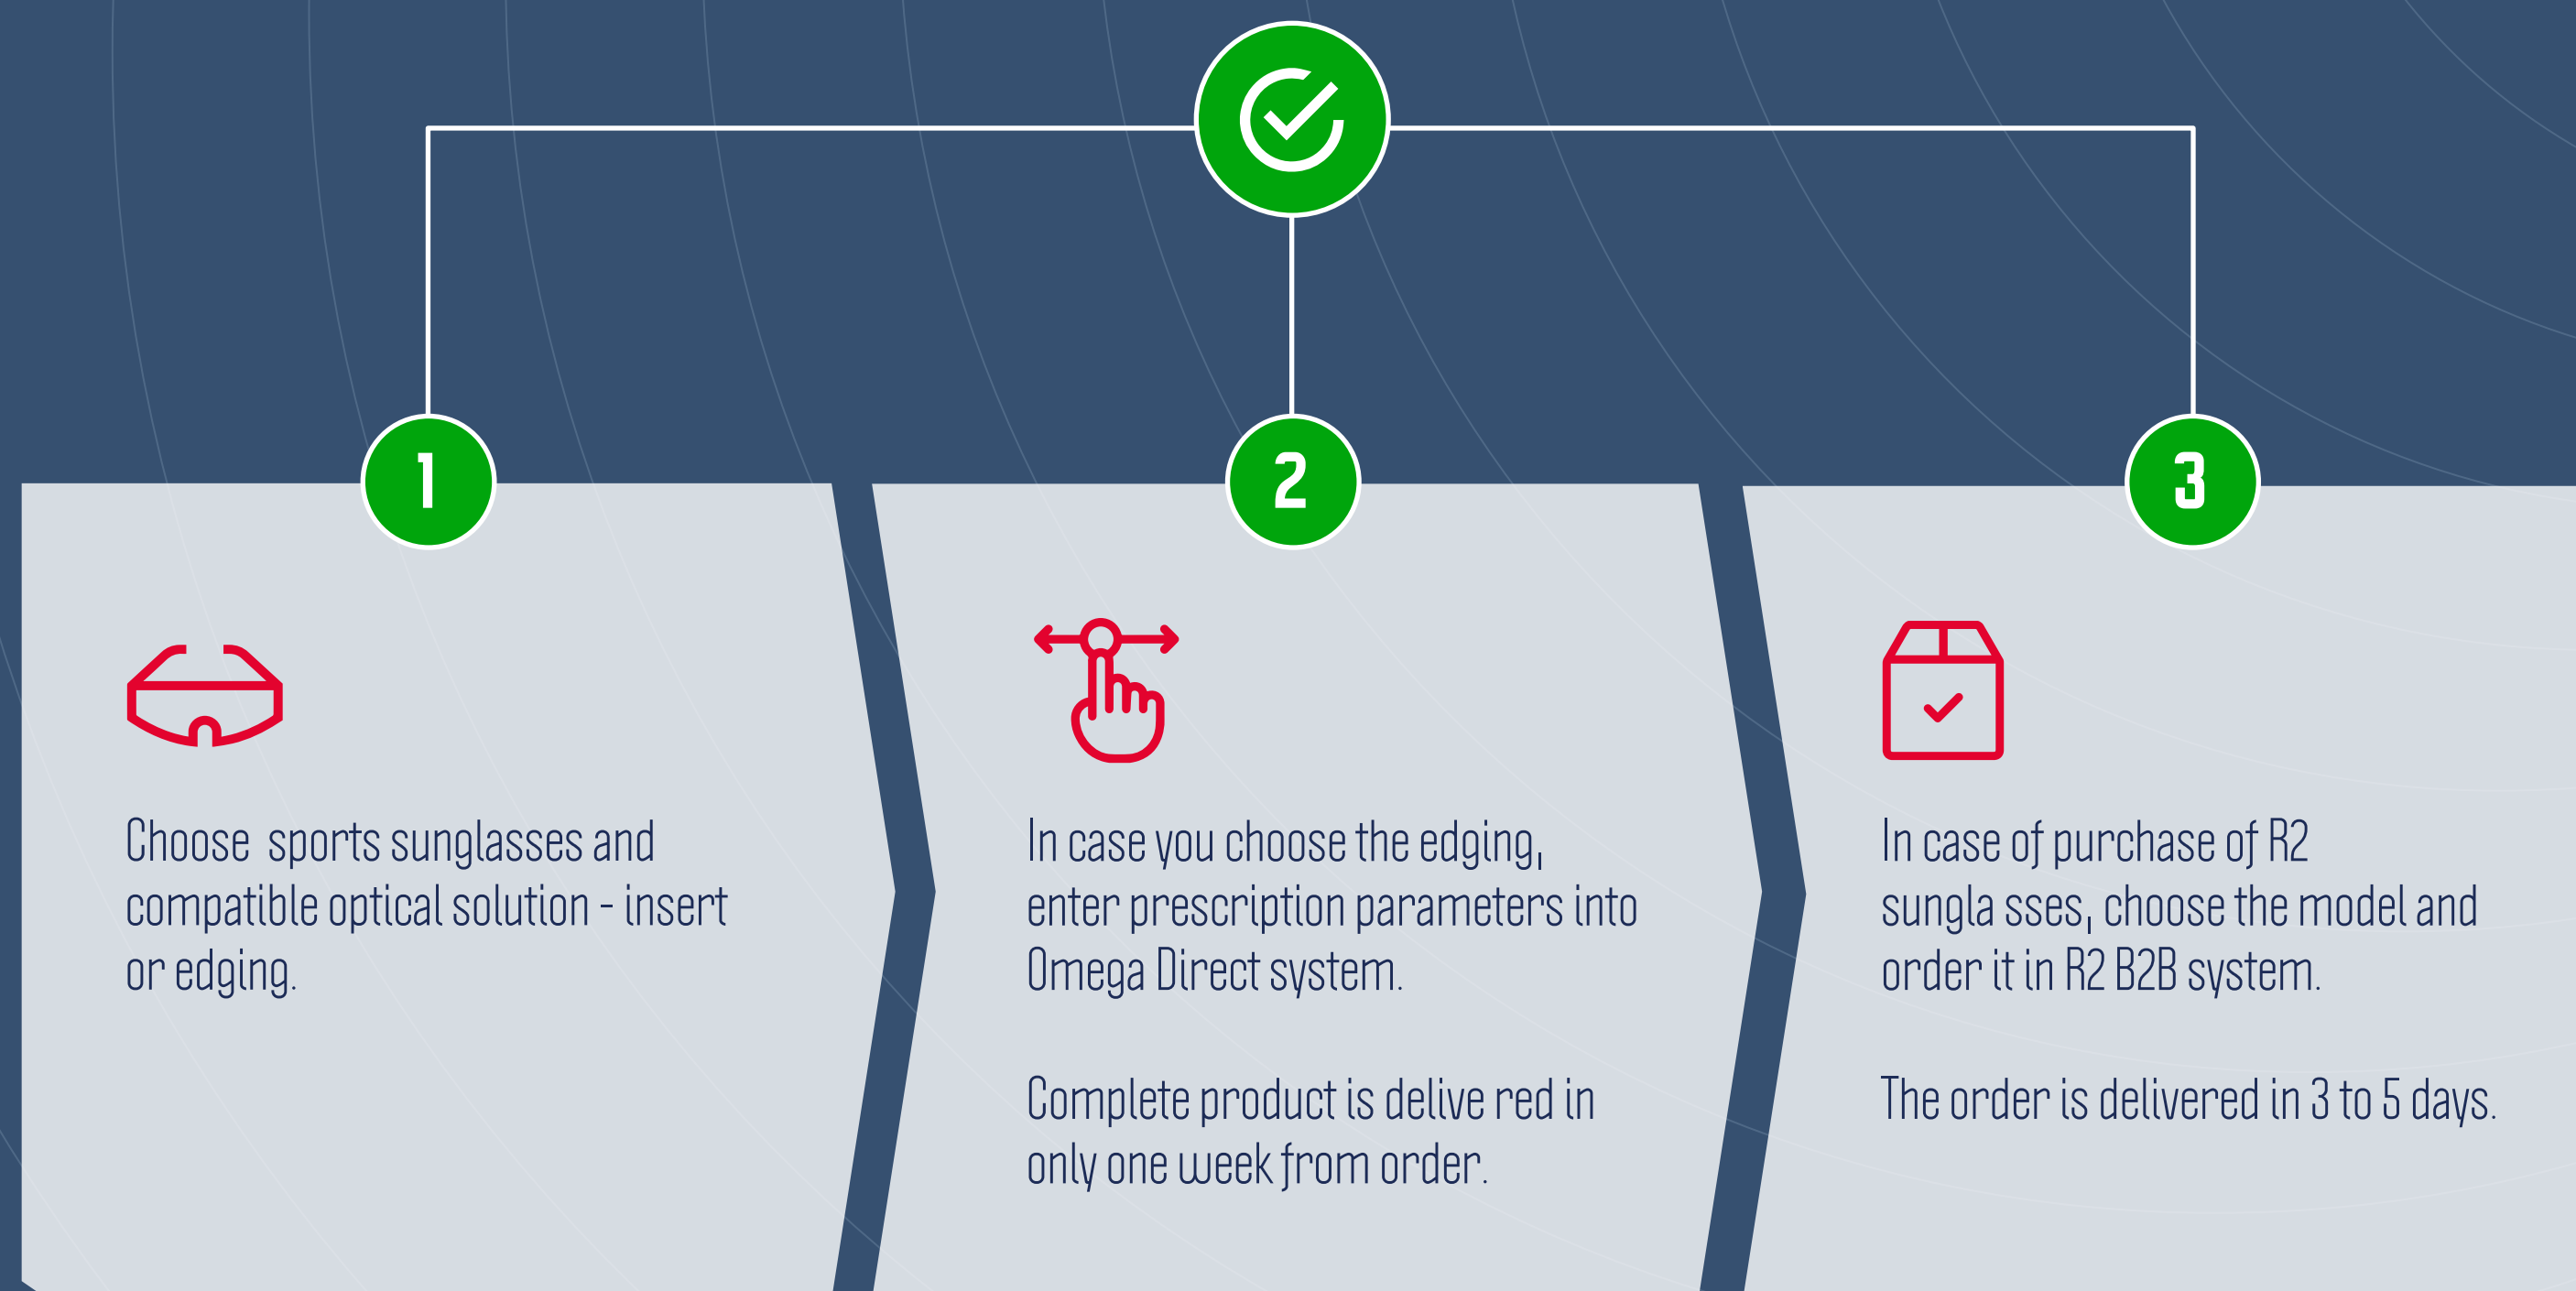 1
Choose  sports sunglasses and
compatible optical solution - insert
or edging.
2
In case you choose the edging,
enter prescription parameters into
Omega Direct system.
Complete product is delive red in
only one week from order.
3
In case of purchase of R2
sungla sses, choose the model and
order it in R2 B2B system.
The order is delivered in 3 to 5 days.